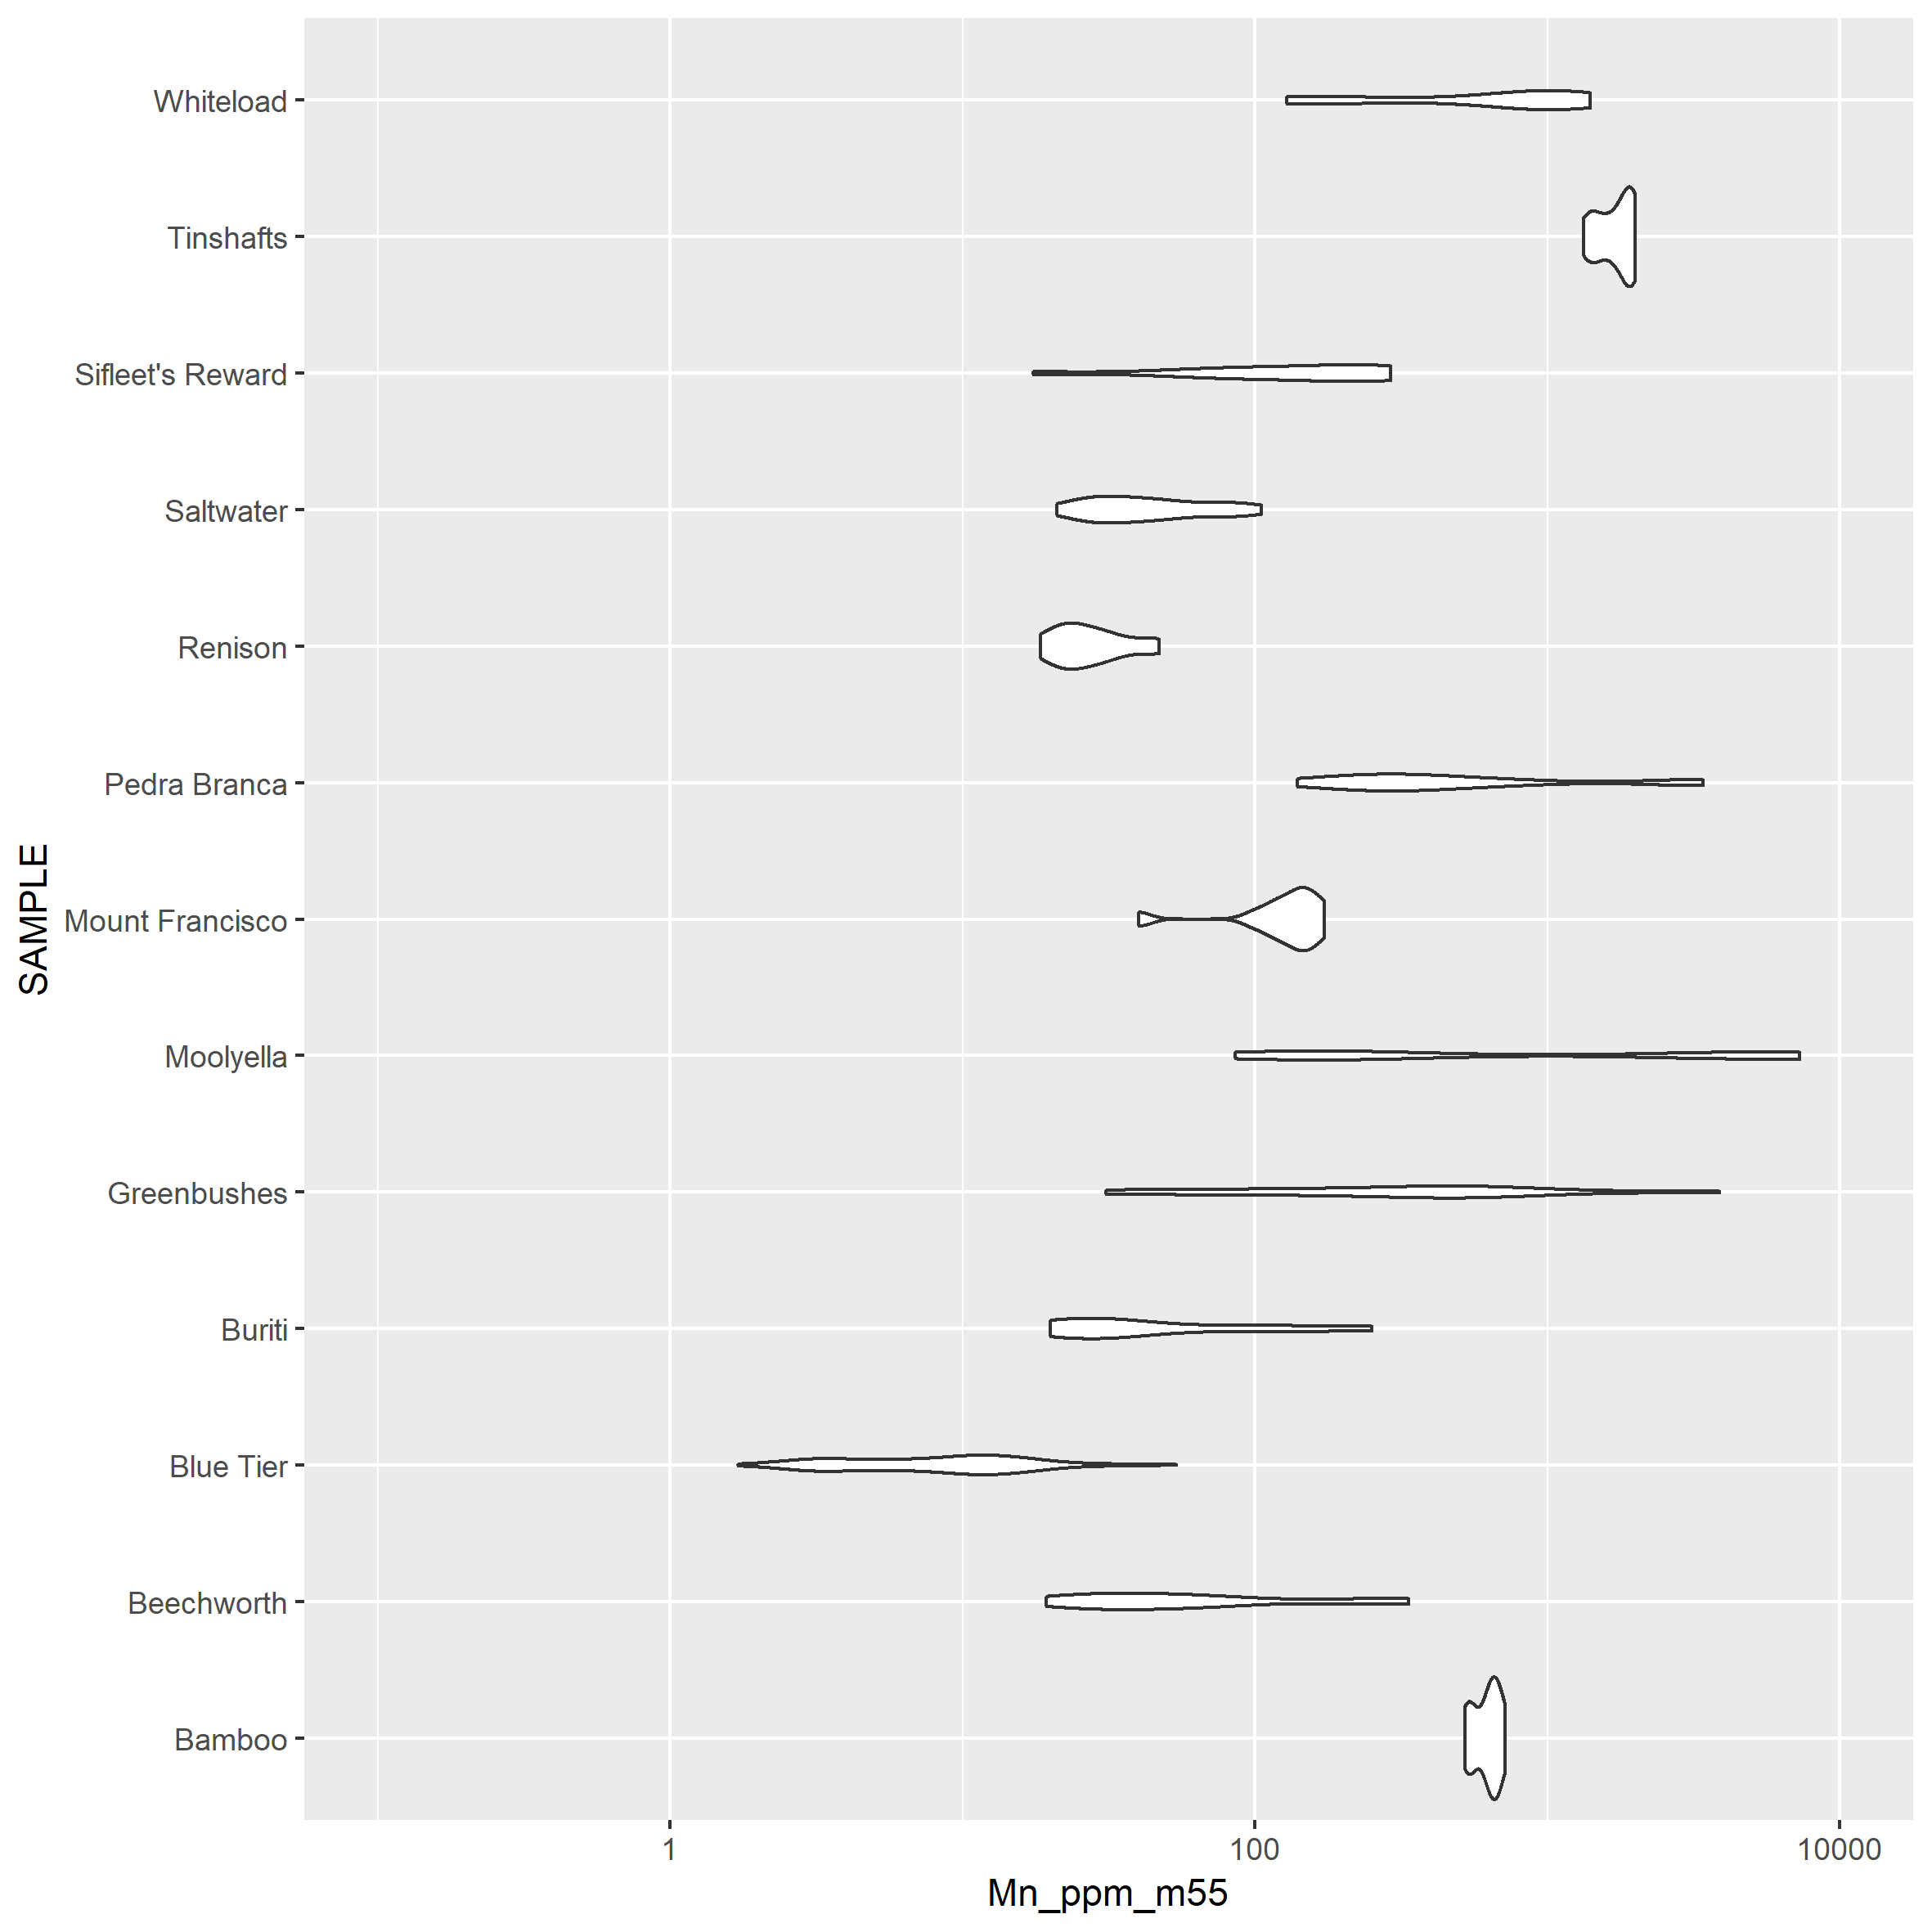 Whiteload
Tinshafts
Sifleet's Reward
Saltwater
Renison
Pedra Branca
Mount Francisco
Moolyella
Greenbushes
Buriti
Blue Tier
Beechworth
Bamboo
SAMPLE
1 100 10000
Mn_ppm_m55